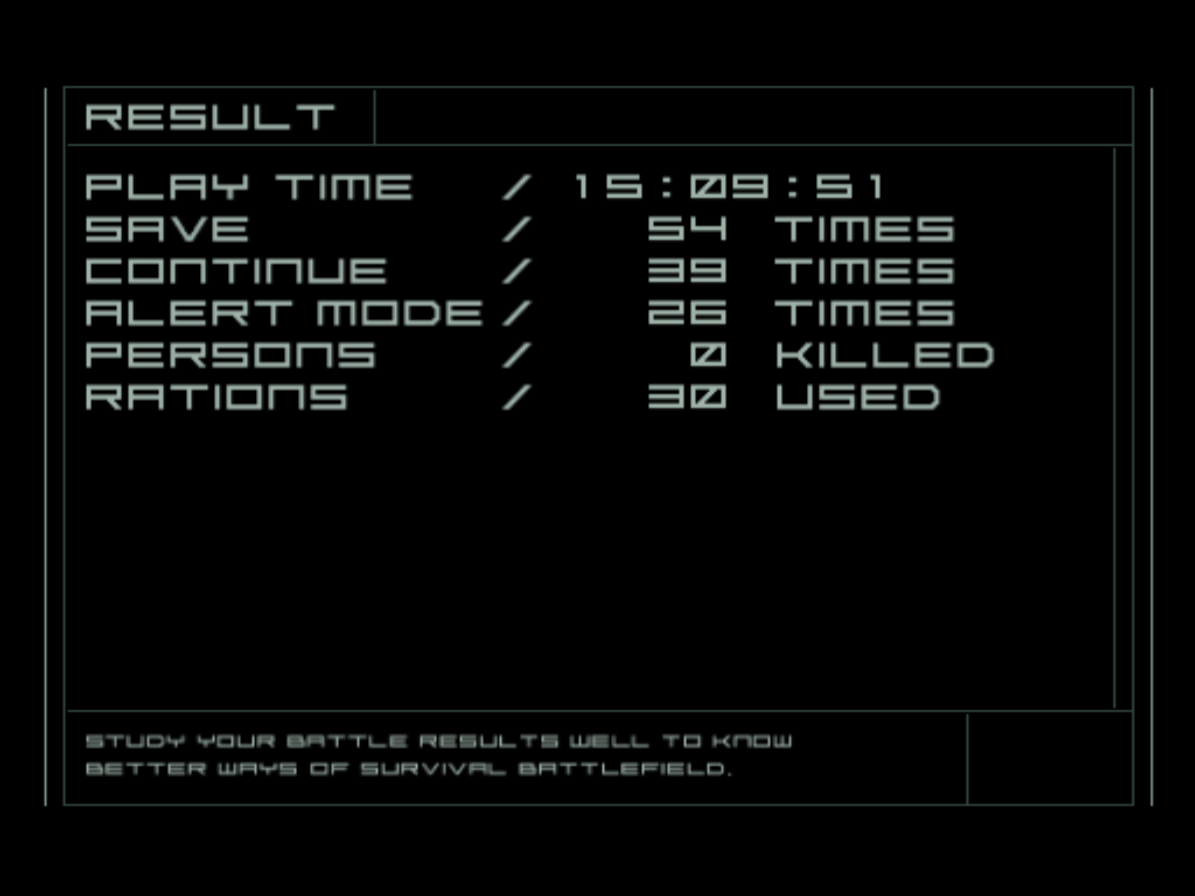 RESULT
PLAY TIME / 15:09:51
SAVE / 54 TIMES
CONTINUE / 39 TIMES
ALERT MODE / 26 TIMES
PERSONS / 0 KILLED
RATIONS / 30 USED
STUDY YOUR BATTLE RESULTS WELL TO KNOW
BETTER WAYS OF SURVIVAL BATTLEFIELD.